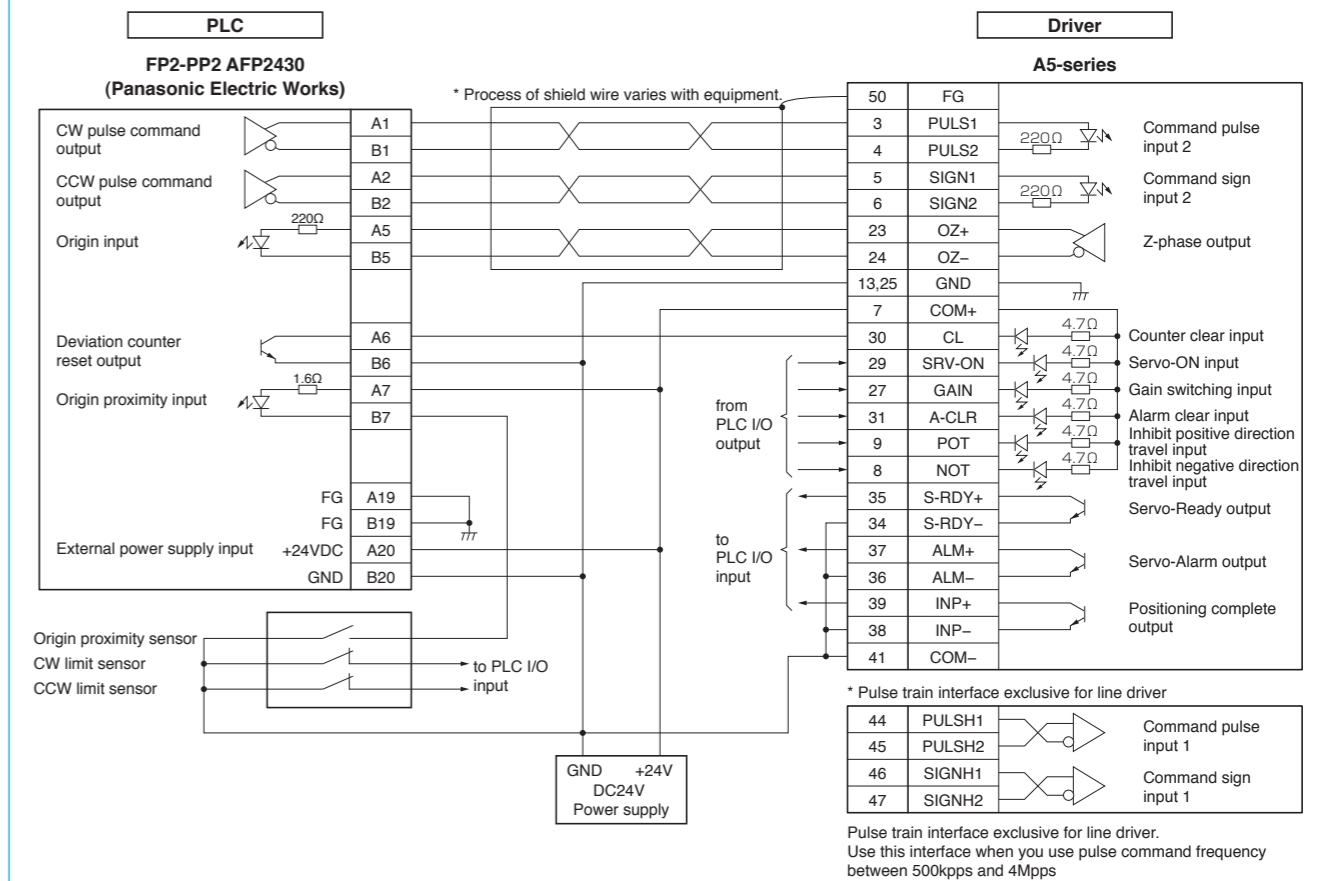 PLC
FP2-PP2 AFP2430
(Panasonic Electric Works)
CW pulse command
output
CCW pulse command
output
220Ω
Origin input
Deviation counter
reset output
1.6Ω
Origin proximity input
FG
FG
External power supply input +24VDC
GND
A1
B1
A2
B2
A5
B5
A6
B6
A7
B7
A19
B19
A20
B20
* Process of shield wire varies with equipment.
from
PLC I/O
output
to
PLC I/O
input
Origin proximity sensor
CW limit sensor
CCW limit sensor
to PLC I/O
input
GND +24V
DC24V
Power supply
Driver
A5-series
50 FG
3 PULS1
4 PULS2
5 SIGN1
6 SIGN2
23 OZ+
24 OZ–
13,25 GND
7 COM+
30 CL
29 SRV-ON
27 GAIN
31 A-CLR
9 POT
8 NOT
35 S-RDY+
34 S-RDY–
37 ALM+
36 ALM–
39 INP+
38 INP–
41 COM–
220Ω
Command pulse
input 2
220Ω
Command sign
input 2
Z-phase output
4.7Ω
Counter clear input
4.7Ω
Servo-ON input
4.7Ω
Gain switching input
4.7Ω
Alarm clear input
4.7Ω
Inhibit positive direction
travel input
4.7Ω
Inhibit negative direction
travel input
Servo-Ready output
Servo-Alarm output
Positioning complete
output
* Pulse train interface exclusive for line driver
44 PULSH1
45 PULSH2
46 SIGNH1
47 SIGNH2
Command pulse
input 1
Command sign
input 1
Pulse train interface exclusive for line driver.
Use this interface when you use pulse command frequency
between 500kpps and 4Mpps